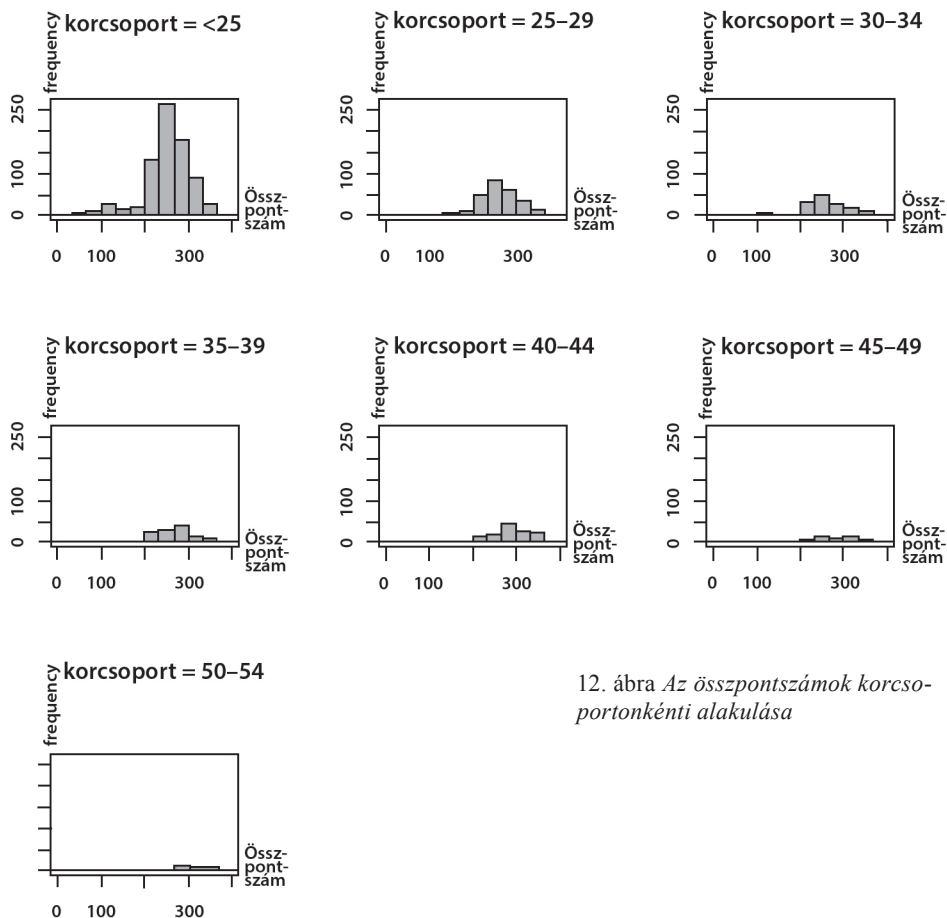 korcsoport = <25
frequency
250
100
0
Össz-
pont-
szám
0 100 300
korcsoport = 25–29
frequency
250
100
0
Össz-
pont-
szám
0 100 300
korcsoport = 30–34
frequency
250
100
0
Össz-
pont-
szám
0 100 300
korcsoport = 35–39
frequency
250
100
0
Össz-
pont-
szám
0 100 300
korcsoport = 40–44
frequency
250
100
0
Össz-
pont-
szám
0 100 300
korcsoport = 45–49
frequency
250
100
0
Össz-
pont-
szám
0 100 300
korcsoport = 50–54
frequency
Össz-
pont-
szám
0 100 300
12. ábra Az összpontszámok korcso-
portonkénti alakulása